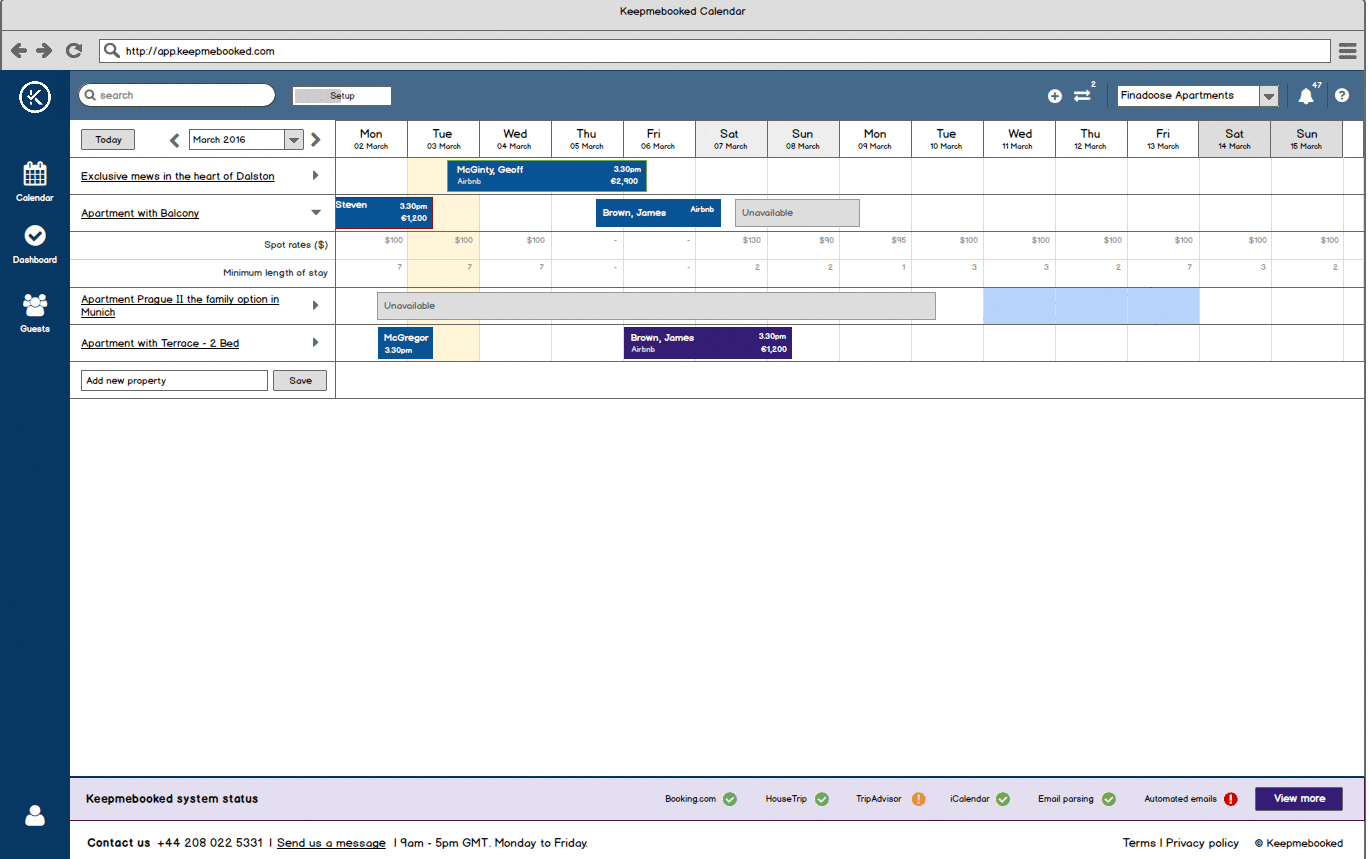 Keepmebooked Calendar
http://app.keepmebooked.com
search
Setup
2
Finadoose Apartments
47
?
Calendar
Dashboard
Guests
Today
March 2016
Mon Tue Wed Thu Fri Sat Sun Mon Tue Wed Thu Fri Sat Sun
02 March 03 March 04 March 05 March 06 March 07 March 08 March 09 March 10 March 11 March 12 March 13 March 14 March 15 March
Exclusive mews in the heart of Dalston
McGinty, Geoff 3.30pm
Airbnb €2,900
Apartment with Balcony
Steven 3.30pm
€1,200
Brown, James Airbnb
Unavailable
Spot rates ($) $100 $100 $100 - - $130 $90 $95 $100 $100 $100 $100 $100 $100
Minimum length of stay 7 7 7 - - 2 2 1 3 3 2 7 3 2
Apartment Prague II the family option in
Munich
Unavailable
Apartment with Terrace - 2 Bed
McGregor
3.30pm
Brown, James 3.30pm
Airbnb €1,200
Add new property
Save
Keepmebooked system status
Booking.com HouseTrip TripAdvisor ! iCalendar Email parsing Automated emails ! View more
Contact us +44 208 022 5331 | Send us a message | 9am - 5pm GMT. Monday to Friday.
Terms | Privacy policy © Keepmebooked